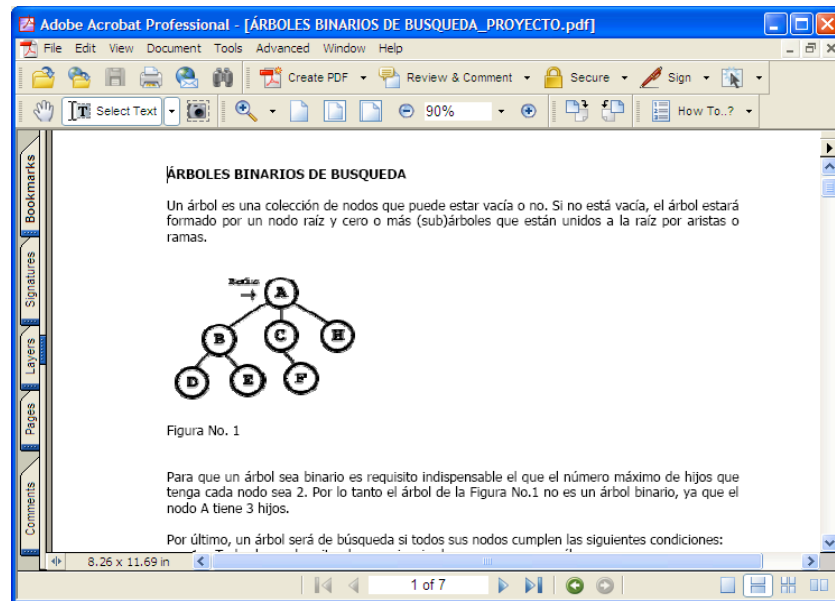 Adobe Acrobat Professional - [ÁRBOLES BINARIOS DE BUSQUEDA_PROYECTO.pdf]
File Edit View Document Tools Advanced Window Help
Create PDF Review & Comment Secure Sign
Select Text 90% How To..?
Bookmarks
Signatures
Layers
Pages
Comments
ÁRBOLES BINARIOS DE BUSQUEDA
Un árbol es una colección de nodos que puede estar vacía o no. Si no está vacía, el árbol estará
formado por un nodo raíz y cero o más (sub)árboles que están unidos a la raíz por aristas o
ramas.
A
B C H
D E F
Figura No. 1
Para que un árbol sea binario es requisito indispensable el que el número máximo de hijos que
tenga cada nodo sea 2. Por lo tanto el árbol de la Figura No.1 no es un árbol binario, ya que el
nodo A tiene 3 hijos.
Por último, un árbol será de búsqueda si todos sus nodos cumplen las siguientes condiciones:
8.26 x 11.69 in
1 of 7